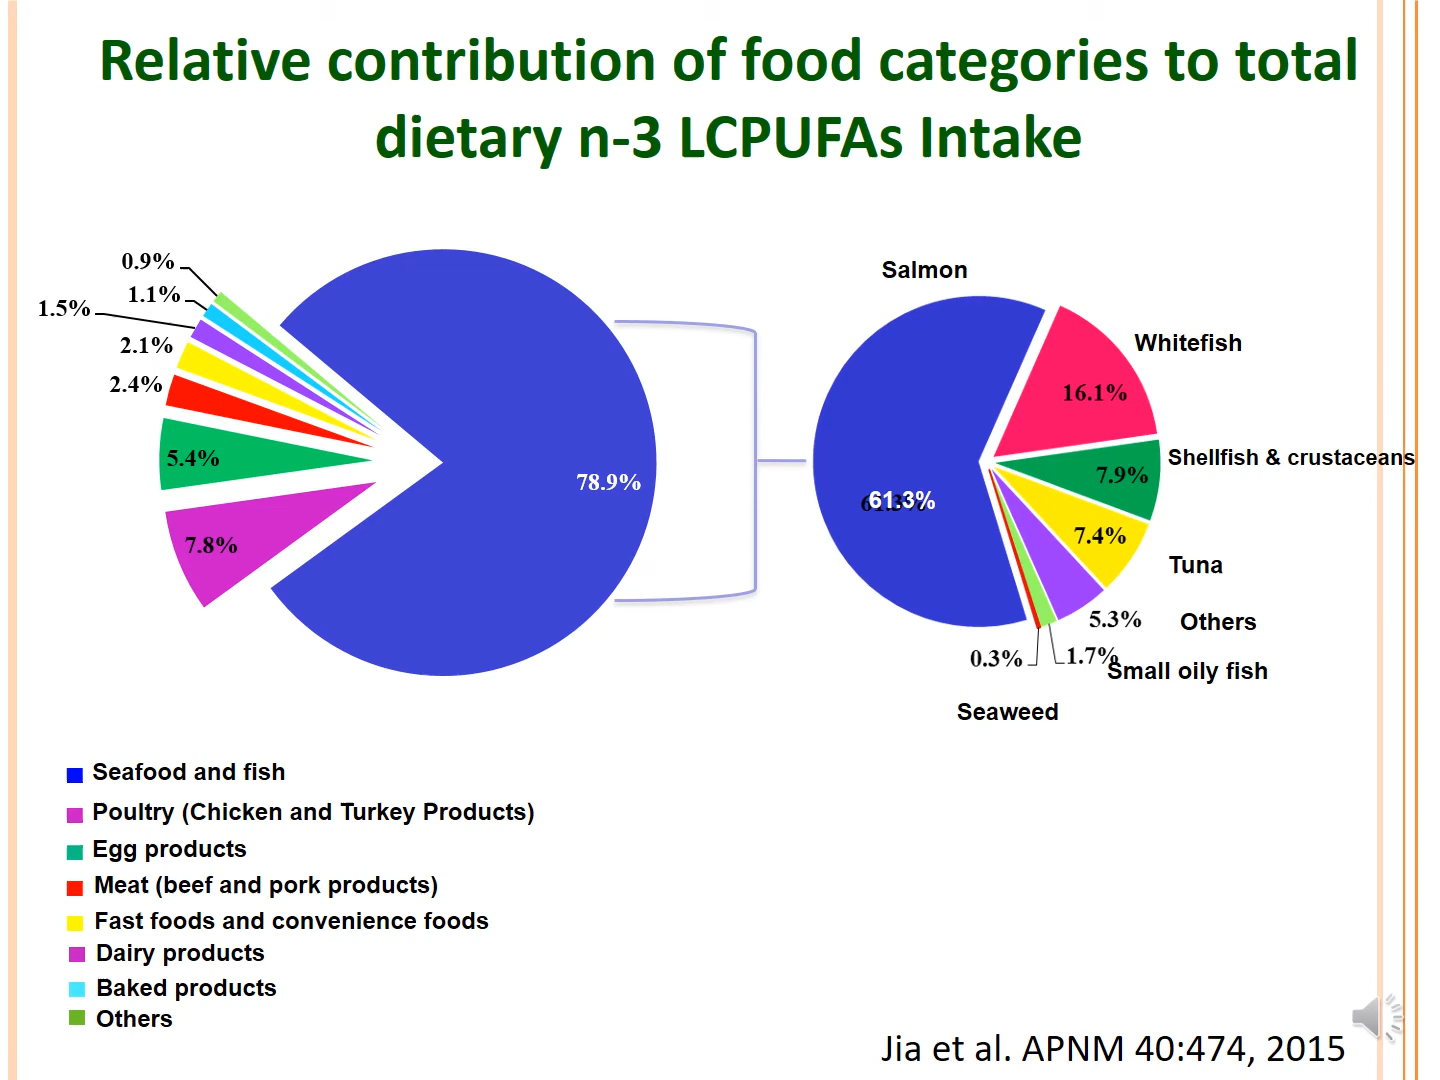 Relative contribution of food categories to total
dietary n-3 LCPUFAs Intake
0.9%
1.1%
1.5%
2.1%
2.4%
5.4%
7.8%
78.9%
Salmon
Whitefish
16.1%
Shellfish & crustaceans
7.9%
61.3%
61.3%
7.4%
Tuna
5.3%
Others
0.3%
1.7%
Small oily fish
Seaweed
Seafood and fish
Poultry (Chicken and Turkey Products)
Egg products
Meat (beef and pork products)
Fast foods and convenience foods
Dairy products
Baked products
Others
Jia et al. APNM 40:474, 2015